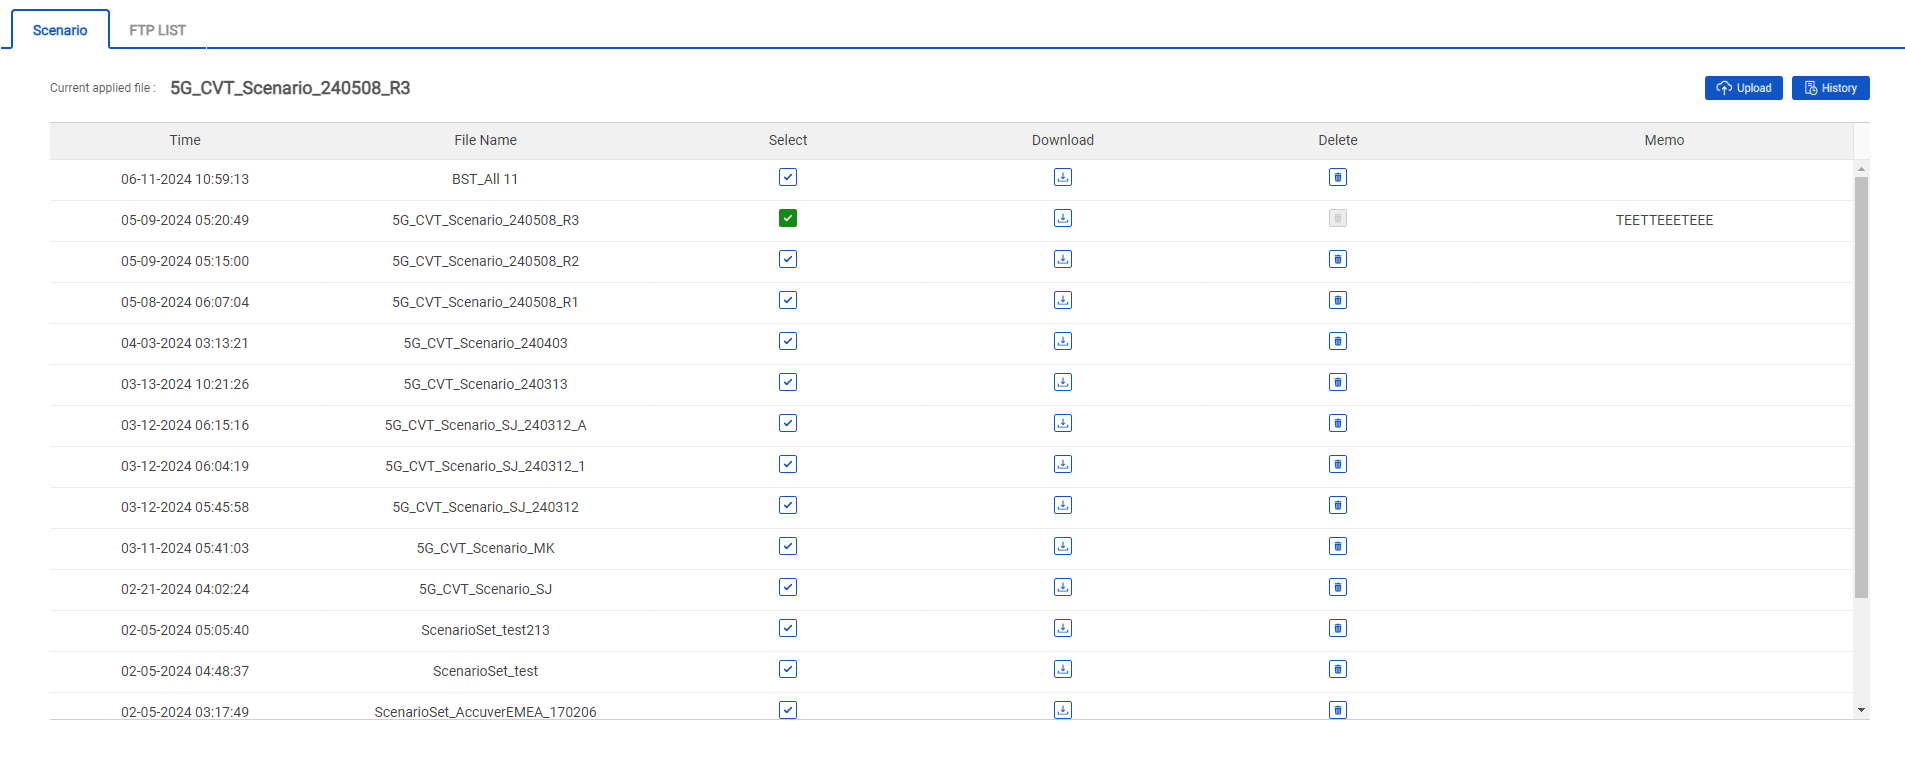 Scenario FTP LIST
Current applied file : 5G_CVT_Scenario_240508_R3 Upload History
Time File Name Select Download Delete Memo
06-11-2024 10:59:13 BST_All 11
05-09-2024 05:20:49 5G_CVT_Scenario_240508_R3 TEETTEEETEEE
05-09-2024 05:15:00 5G_CVT_Scenario_240508_R2
05-08-2024 06:07:04 5G_CVT_Scenario_240508_R1
04-03-2024 03:13:21 5G_CVT_Scenario_240403
03-13-2024 10:21:26 5G_CVT_Scenario_240313
03-12-2024 06:15:16 5G_CVT_Scenario_SJ_240312_A
03-12-2024 06:04:19 5G_CVT_Scenario_SJ_240312_1
03-12-2024 05:45:58 5G_CVT_Scenario_SJ_240312
03-11-2024 05:41:03 5G_CVT_Scenario_MK
02-21-2024 04:02:24 5G_CVT_Scenario_SJ
02-05-2024 05:05:40 ScenarioSet_test213
02-05-2024 04:48:37 ScenarioSet_test
02-05-2024 03:17:49 ScenarioSet_AccuverEMEA_170206